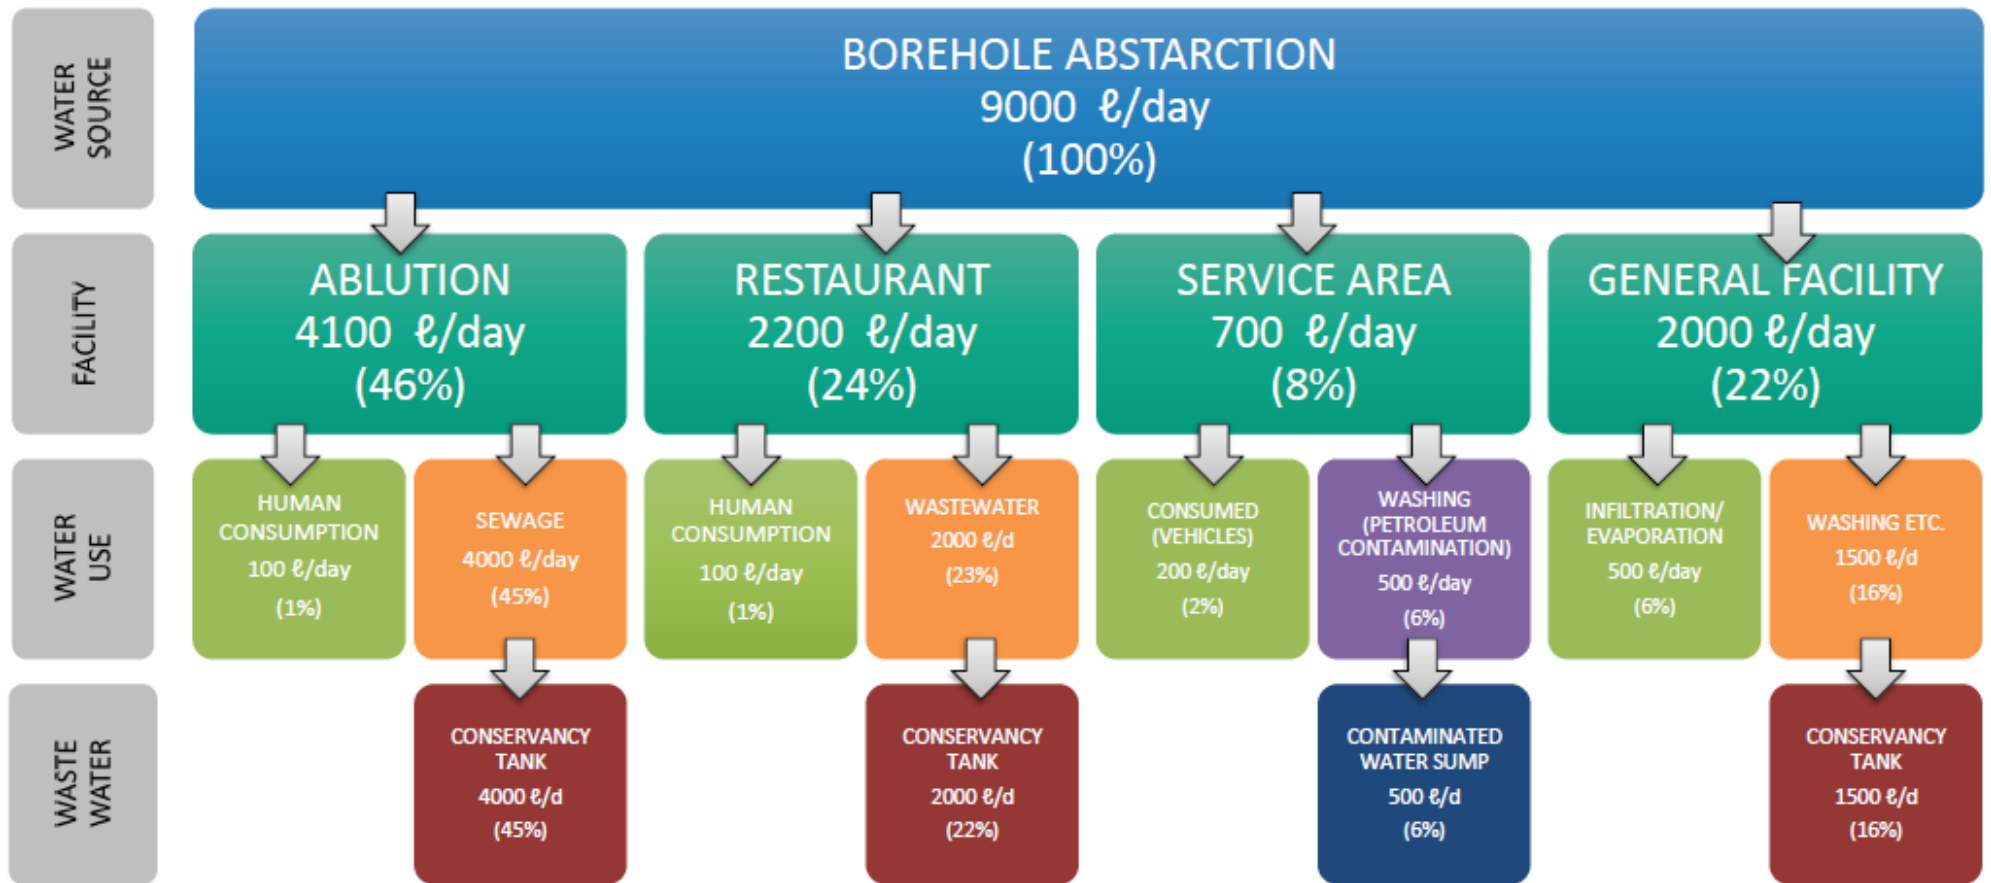 WATER
SOURCE
BOREHOLE ABSTARCTION
9000 ℓ/day
(100%)
FACILITY
ABLUTION
4100 ℓ/day
(46%)
RESTAURANT
2200 ℓ/day
(24%)
SERVICE AREA
700 ℓ/day
(8%)
GENERAL FACILITY
2000 ℓ/day
(22%)
WATER
USE
HUMAN
CONSUMPTION
100 ℓ/day
(1%)
SEWAGE
4000 ℓ/day
(45%)
HUMAN
CONSUMPTION
100 ℓ/day
(1%)
WASTEWATER
2000 ℓ/d
(23%)
CONSUMED
(VEHICLES)
200 ℓ/day
(2%)
WASHING
(PETROLEUM
CONTAMINATION)
500 ℓ/day
(6%)
INFILTRATION/
EVAPORATION
500 ℓ/day
(6%)
WASHING ETC.
1500 ℓ/d
(16%)
WASTE
WATER
CONSERVANCY
TANK
4000 ℓ/d
(45%)
CONSERVANCY
TANK
2000 ℓ/d
(22%)
CONTAMINATED
WATER SUMP
500 ℓ/d
(6%)
CONSERVANCY
TANK
1500 ℓ/d
(16%)